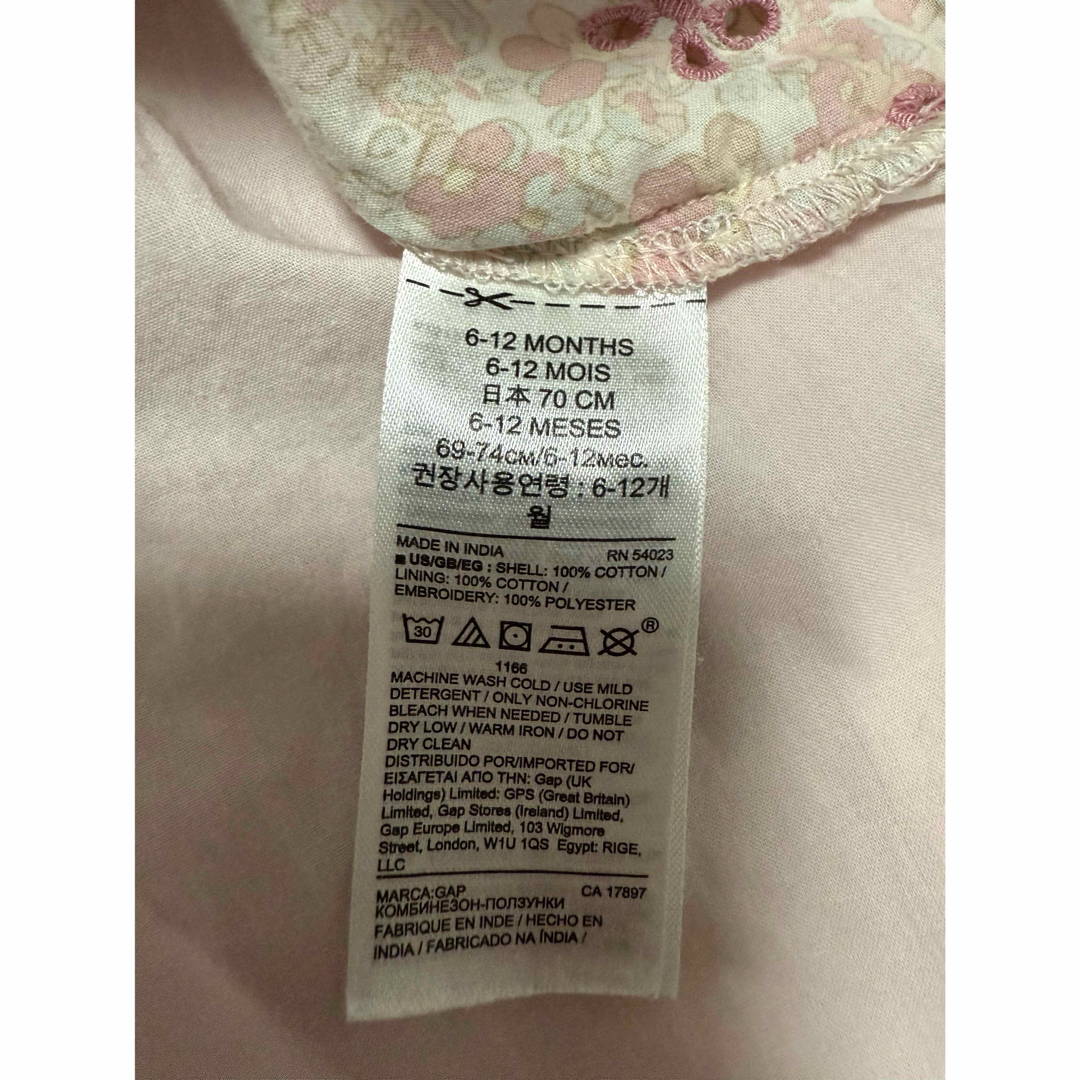 6-12 MONTHS
6-12 MOIS
日本 70 CM
6-12 MESES
69-74см/6-12мес.
권장사용연령 : 6-12개
월
MADE IN INDIA RN 54023
US/GB/EG : SHELL: 100% COTTON /
LINING: 100% COTTON /
EMBROIDERY: 100% POLYESTER
30 ®
1166
MACHINE WASH COLD / USE MILD
DETERGENT / ONLY NON-CHLORINE
BLEACH WHEN NEEDED / TUMBLE
DRY LOW / WARM IRON / DO NOT
DRY CLEAN
DISTRIBUIDO POR/IMPORTED FOR/
ΕΙΣΑΓΕΤΑΙ ΑΠΟ ΤΗΝ: Gap (UK
Holdings) Limited: GPS (Great Britain)
Limited, Gap Stores (Ireland) Limited,
Gap Europe Limited, 103 Wigmore
Street, London, W1U 1QS Egypt: RIGE,
LLC
MARCA:GAP CA 17897
КОМБИНЕЗОН-ПОЛЗУНКИ
FABRIQUE EN INDE / HECHO EN
INDIA / FABRICADO NA ÍNDIA /